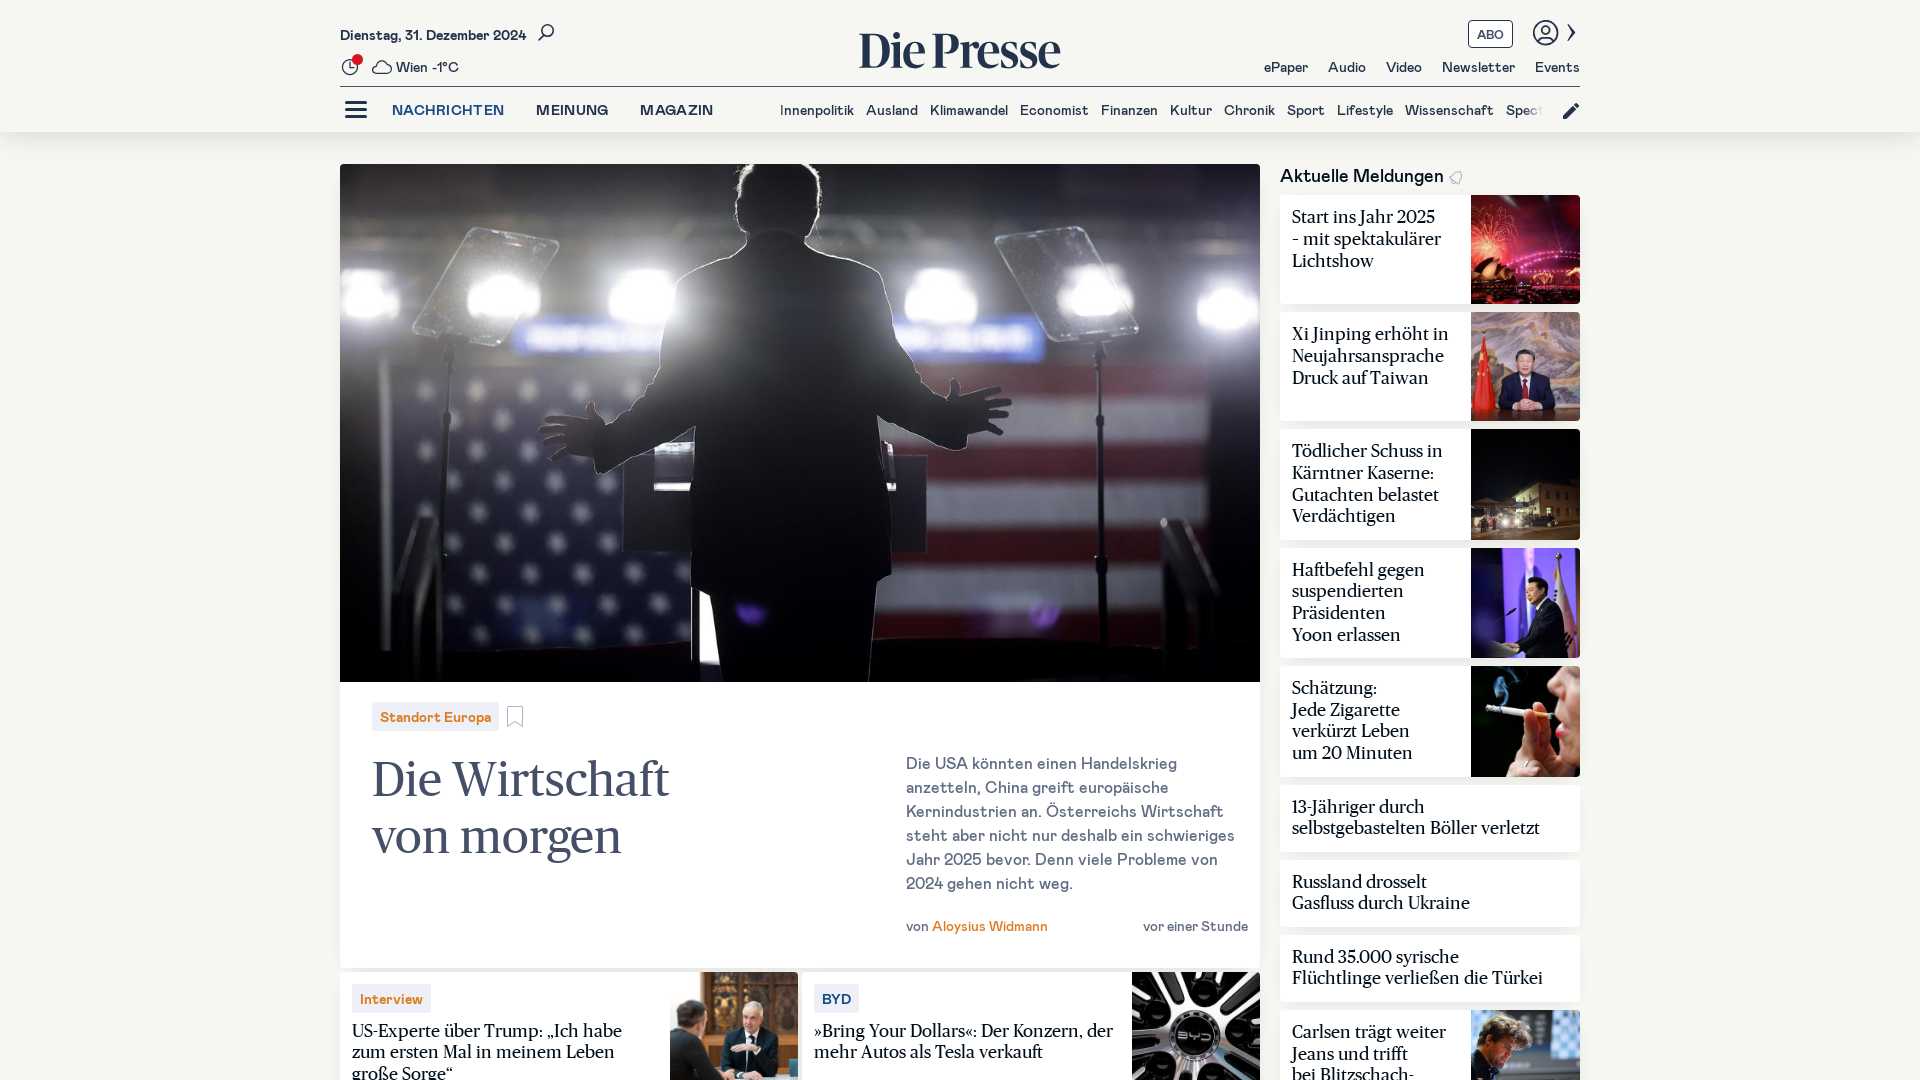 Dienstag, 31. Dezember 2024
Wien -1°C
Die Presse
ABO
ePaper Audio Video Newsletter Events
NACHRICHTEN MEINUNG MAGAZIN
Innenpolitik Ausland Klimawandel Economist Finanzen Kultur Chronik Sport Lifestyle Wissenschaft Spect
Standort Europa
Die Wirtschaft
von morgen
Die USA könnten einen Handelskrieg
anzetteln, China greift europäische
Kernindustrien an. Österreichs Wirtschaft
steht aber nicht nur deshalb ein schwieriges
Jahr 2025 bevor. Denn viele Probleme von
2024 gehen nicht weg.
von Aloysius Widmann
vor einer Stunde
Interview
US-Experte über Trump: „Ich habe
zum ersten Mal in meinem Leben
große Sorge“
BYD
»Bring Your Dollars«: Der Konzern, der
mehr Autos als Tesla verkauft
BYD
Aktuelle Meldungen
Start ins Jahr 2025
– mit spektakulärer
Lichtshow
Xi Jinping erhöht in
Neujahrsansprache
Druck auf Taiwan
Tödlicher Schuss in
Kärntner Kaserne:
Gutachten belastet
Verdächtigen
Haftbefehl gegen
suspendierten
Präsidenten
Yoon erlassen
Schätzung:
Jede Zigarette
verkürzt Leben
um 20 Minuten
13-Jähriger durch
selbstgebastelten Böller verletzt
Russland drosselt
Gasfluss durch Ukraine
Rund 35.000 syrische
Flüchtlinge verließen die Türkei
Carlsen trägt weiter
Jeans und trifft
bei Blitzschach-